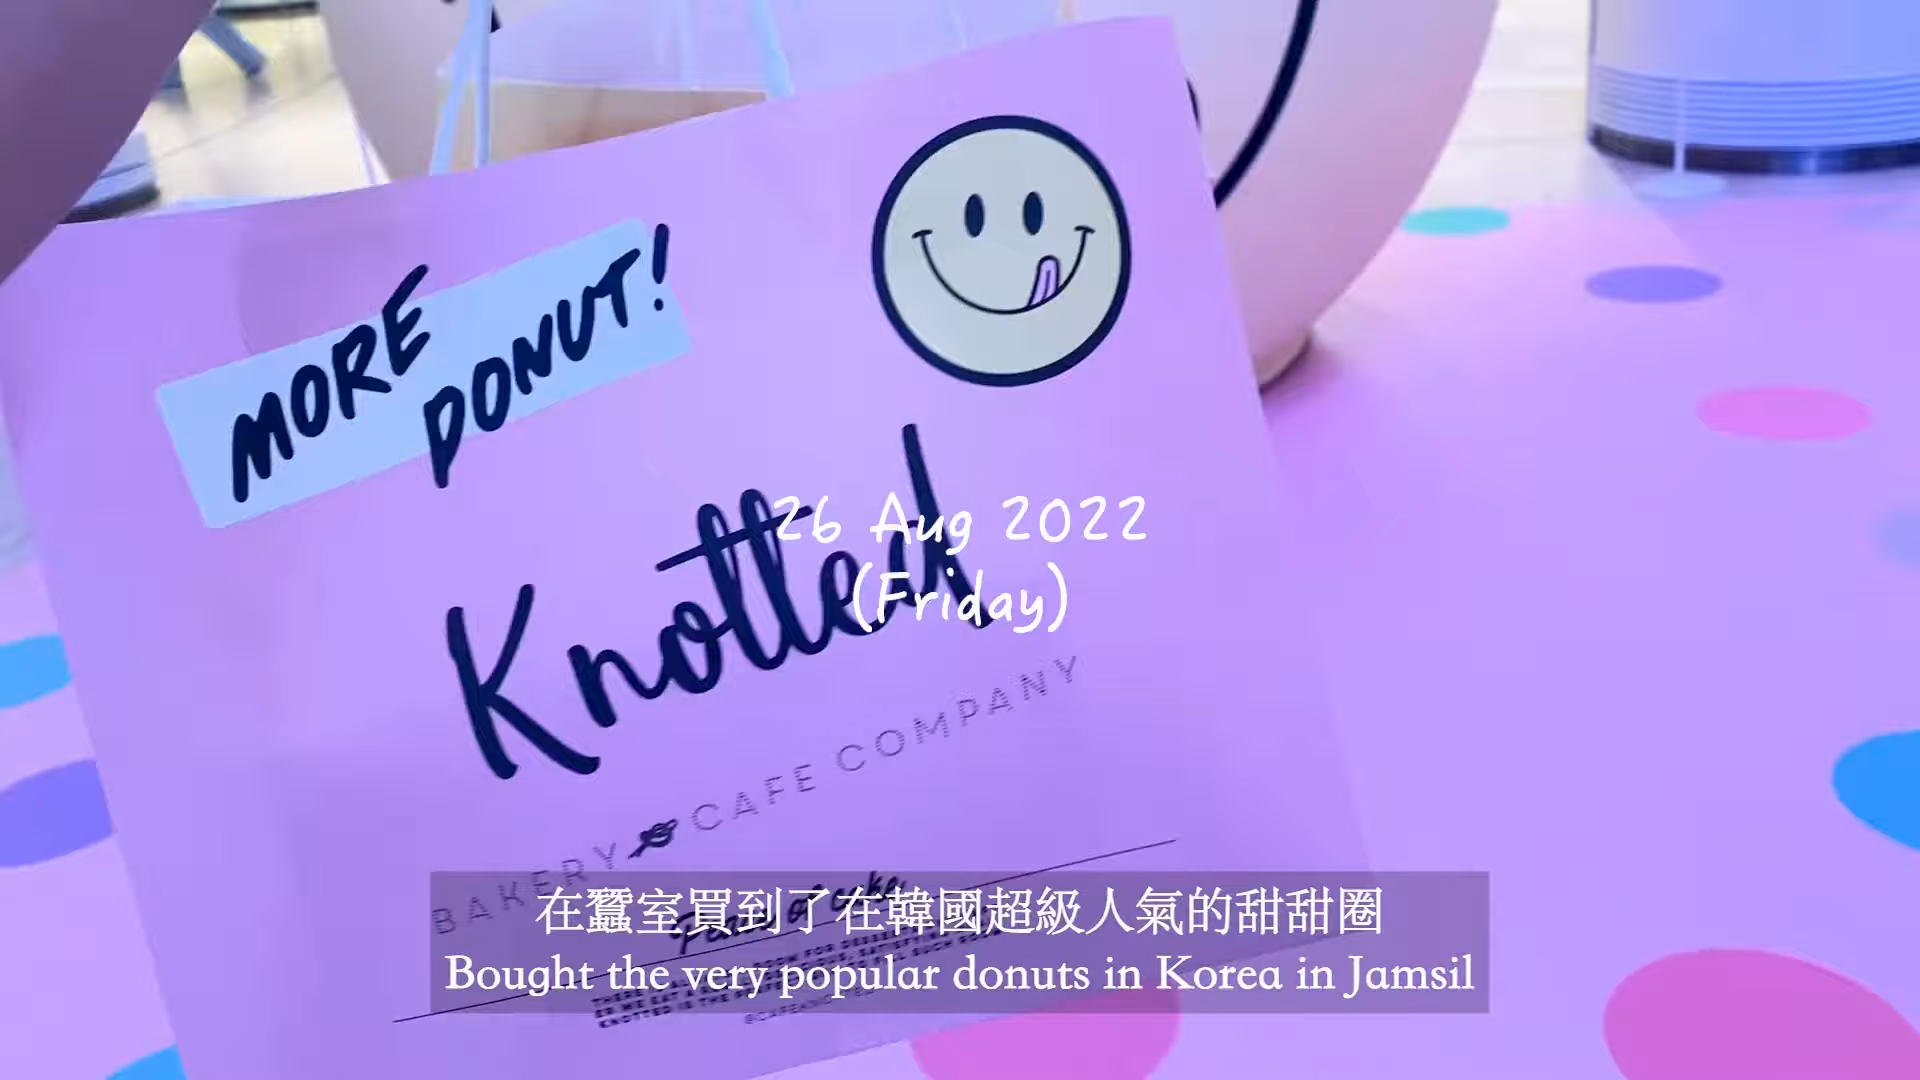 MORE
DONUT!
Knotted
26 Aug 2022
(Friday)
BAKERY CAFE COMPANY
在蠶室買到了在韓國超級人氣的甜甜圈
Bought the very popular donuts in Korea in Jamsil